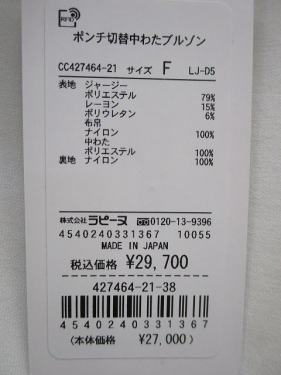 RFID
ポンチ切替中わたブルゾン
CC427464-21 サイズ F LJ-D5
表地 ジャージー
ポリエステル 79%
レーヨン 15%
ポリウレタン 6%
布帛
ナイロン 100%
中わた
ポリエステル 100%
裏地 ナイロン 100%
株式会社ラピーヌ 0120-13-9396
4540240331367 10055
MADE IN JAPAN
税込価格 ¥29,700
427464-21-38
4540240331367
(本体価格 ¥27,000)